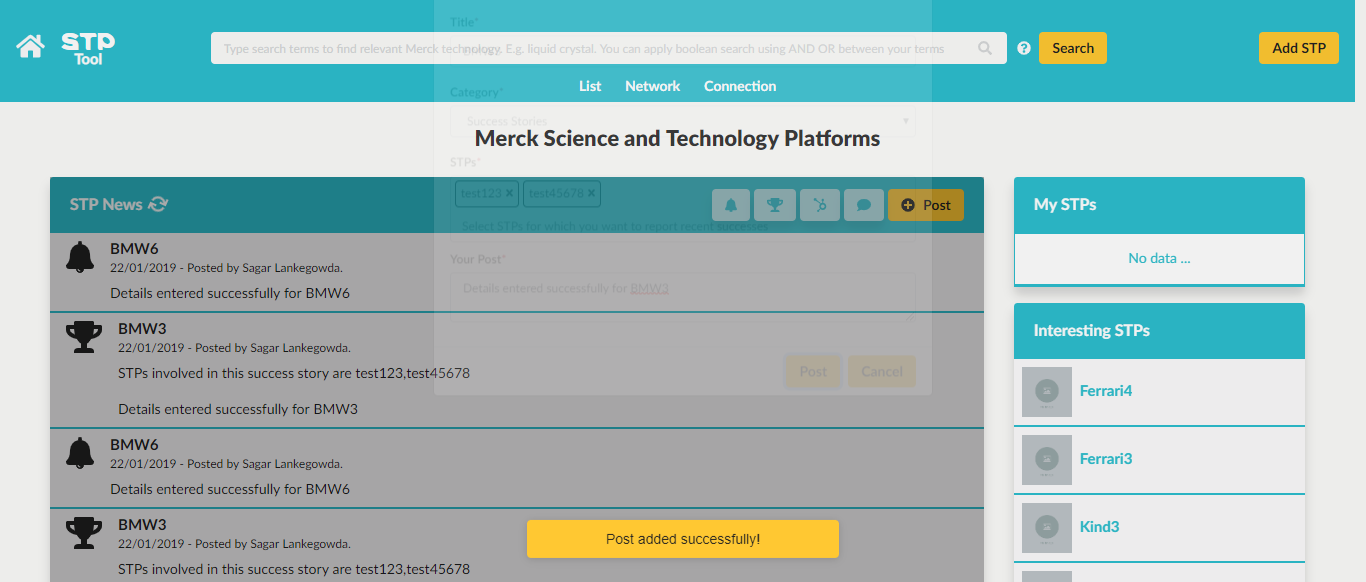 STP
Tool
Type search terms to find relevant Merck technology. E.g. liquid crystal. You can apply boolean search using AND OR between your terms
Search
Add STP
List Network Connection
Title*
Category*
Success Stories
Merck Science and Technology Platforms
STPs*
test123 × test45678 ×
Select STPs for which you want to report recent successes
Your Post*
Details entered successfully for BMW3
Post Cancel
STP News
Post
BMW6
22/01/2019 - Posted by Sagar Lankegowda.
Details entered successfully for BMW6
BMW3
22/01/2019 - Posted by Sagar Lankegowda.
STPs involved in this success story are test123,test45678
Details entered successfully for BMW3
BMW6
22/01/2019 - Posted by Sagar Lankegowda.
Details entered successfully for BMW6
BMW3
22/01/2019 - Posted by Sagar Lankegowda.
STPs involved in this success story are test123,test45678
Post added successfully!
My STPs
No data ...
Interesting STPs
Ferrari4
Ferrari3
Kind3